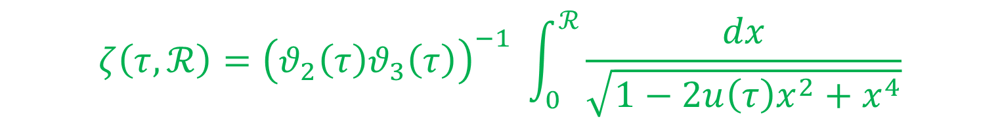 ζ(τ, ℛ) = (ϑ₂(τ)ϑ₃(τ))⁻¹ ∫₀^ℛ dx / √(1 − 2u(τ)x² + x⁴)